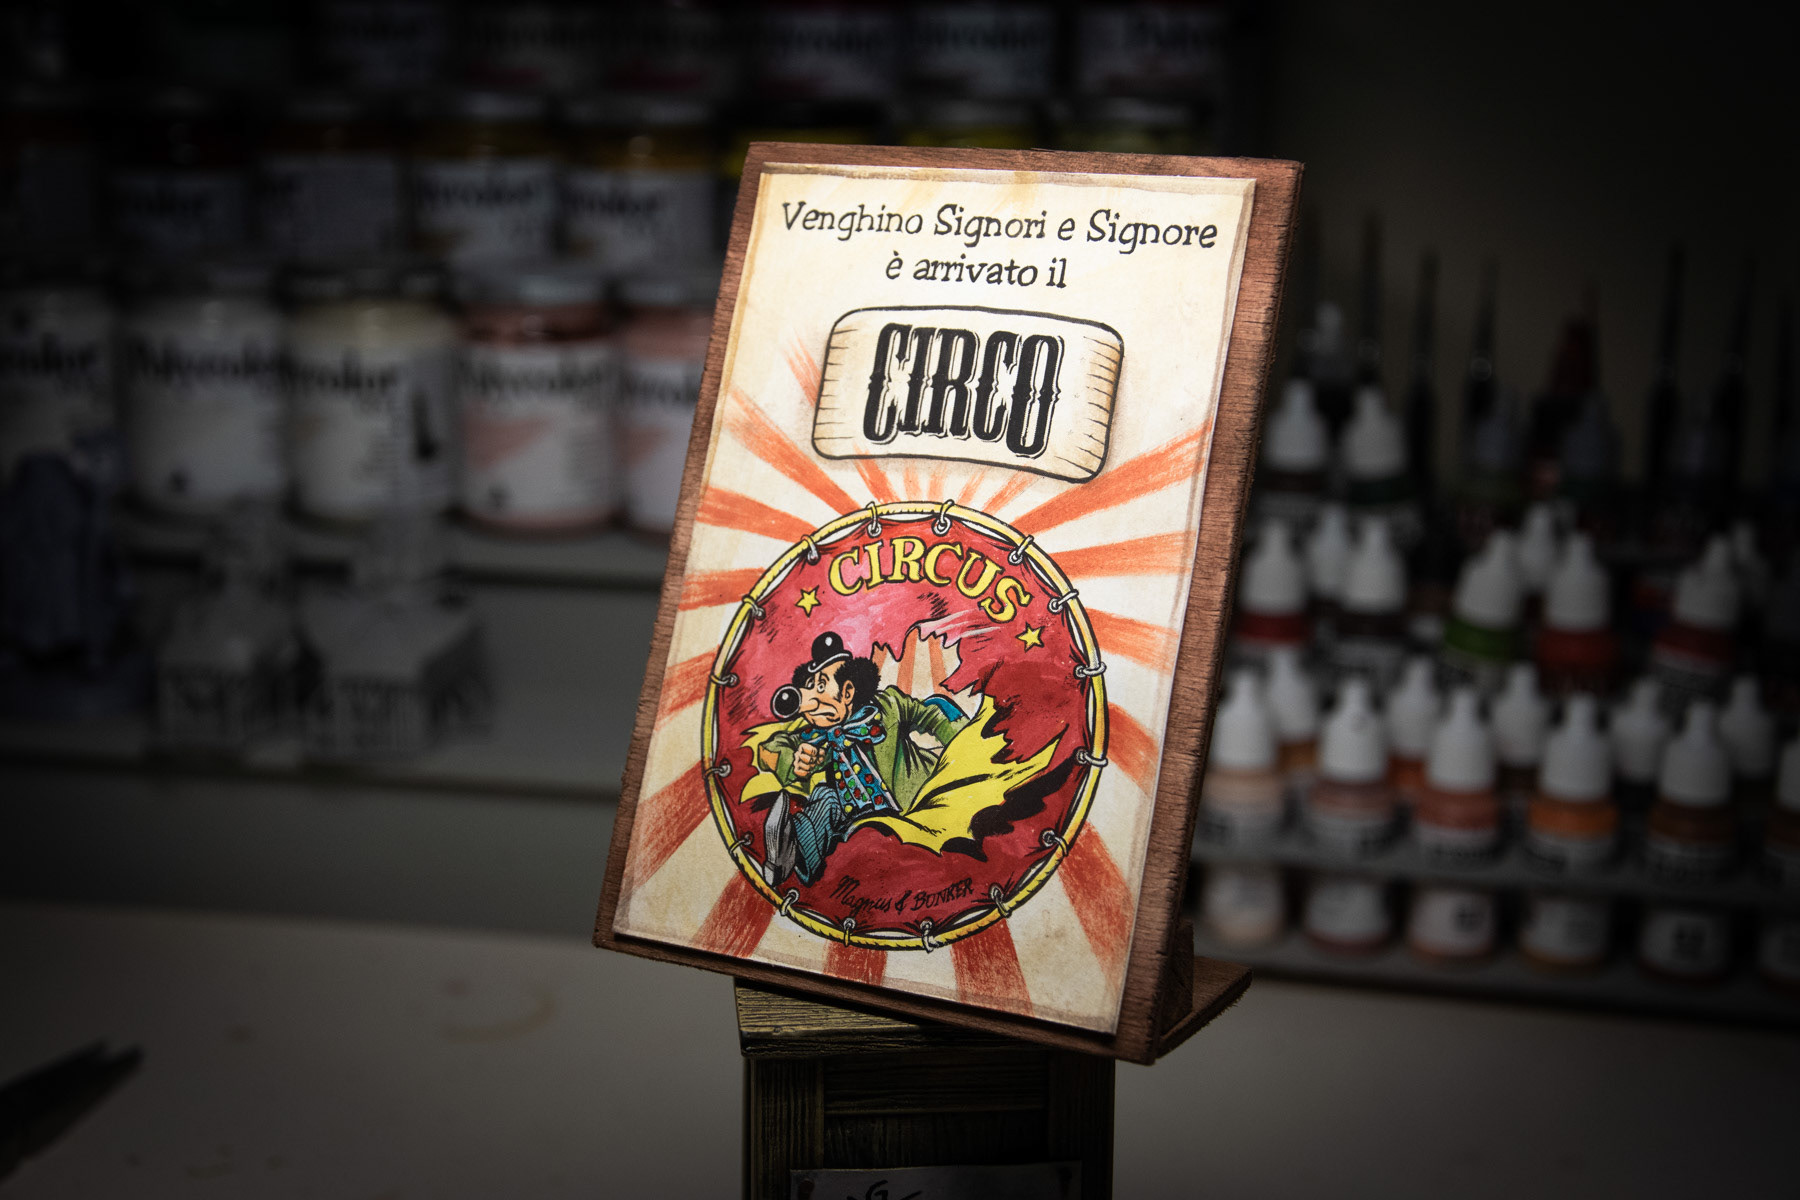 Venghino Signori e Signore
è arrivato il
CIRCO
CIRCUS
Magnus & BUNKER